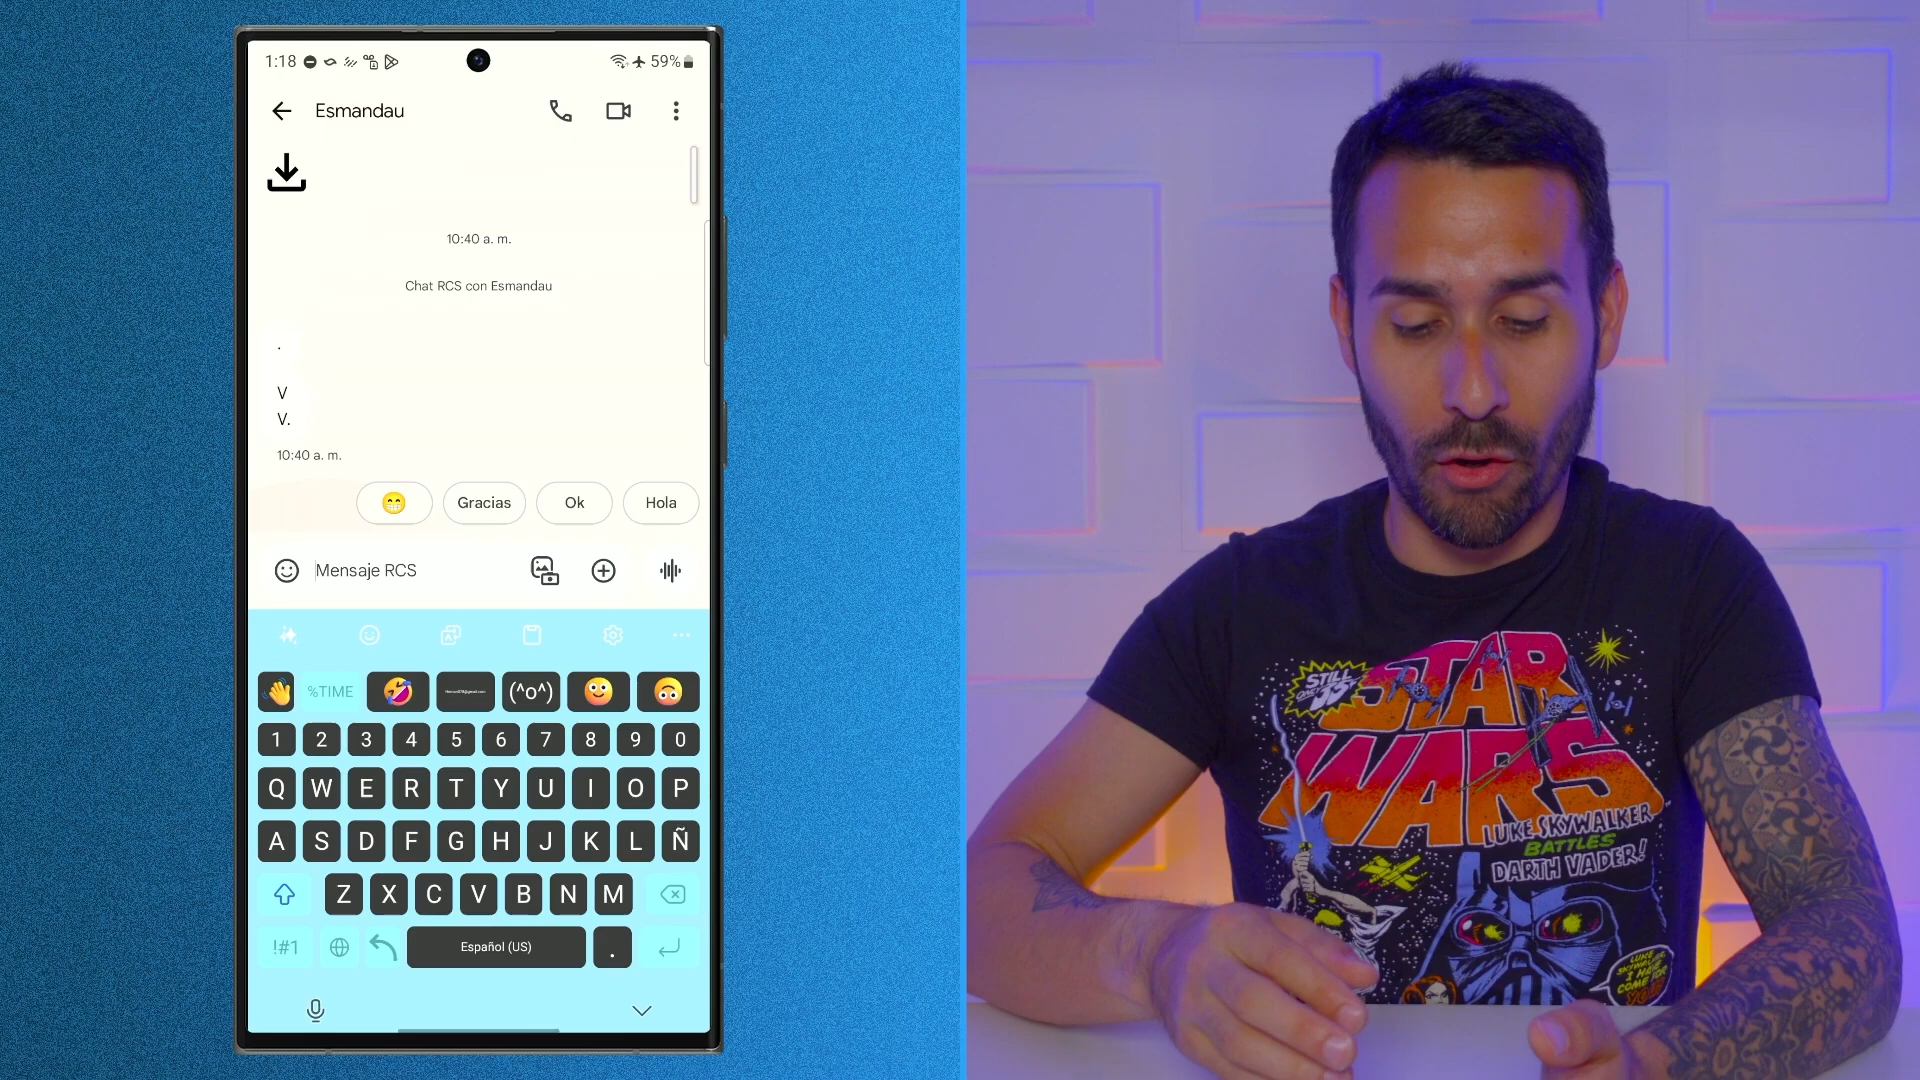 1:18
59%
Esmandau
10:40 a. m.
Chat RCS con Esmandau
.
V
V.
10:40 a. m.
Gracias
Ok
Hola
Mensaje RCS
%TIME
(^o^)
1 2 3 4 5 6 7 8 9 0
Q W E R T Y U I O P
A S D F G H J K L Ñ
Z X C V B N M
!#1
Español (US)
.
STILL
ONLY 35¢
STAR
WARS
LUKE SKYWALKER
BATTLES
DARTH VADER!